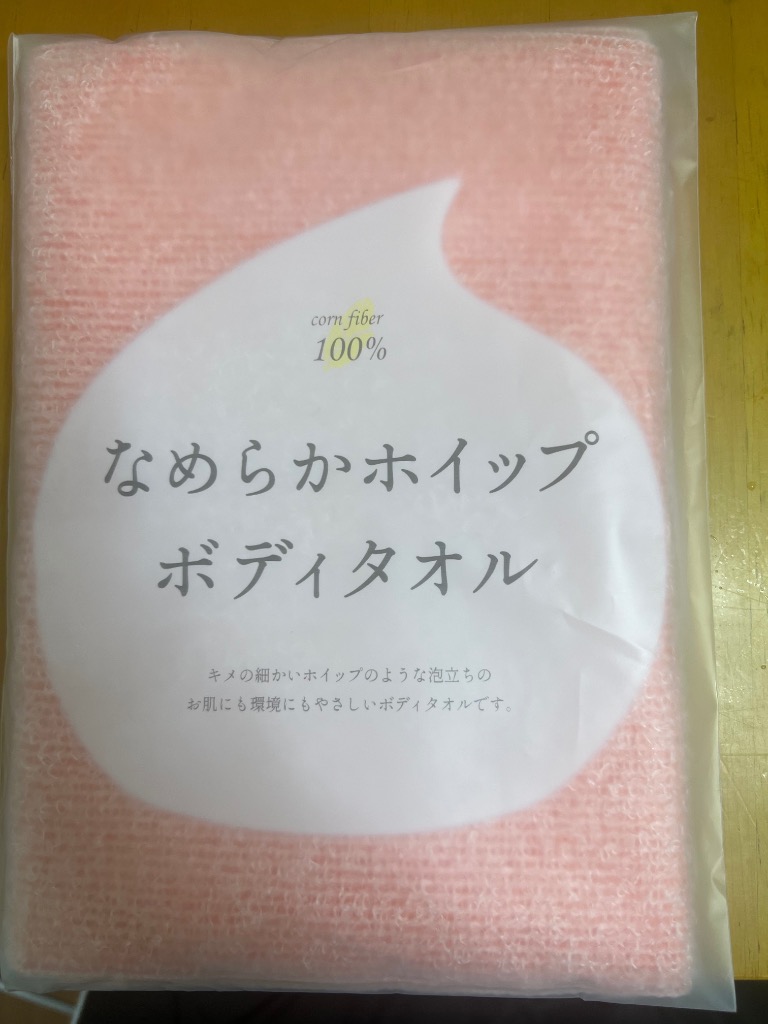 corn fiber
100%
なめらかホイップ
ボディタオル
キメの細かいホイップのような泡立ちの
お肌にも環境にもやさしいボディタオルです。